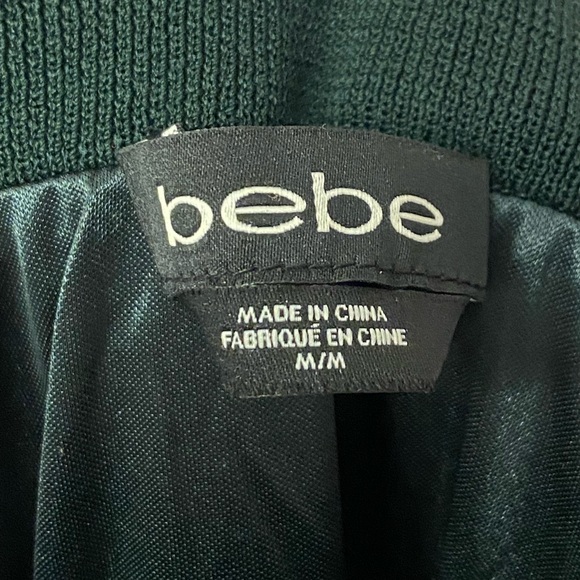 bebe
MADE IN CHINA
FABRIQUÉ EN CHINE
M/M